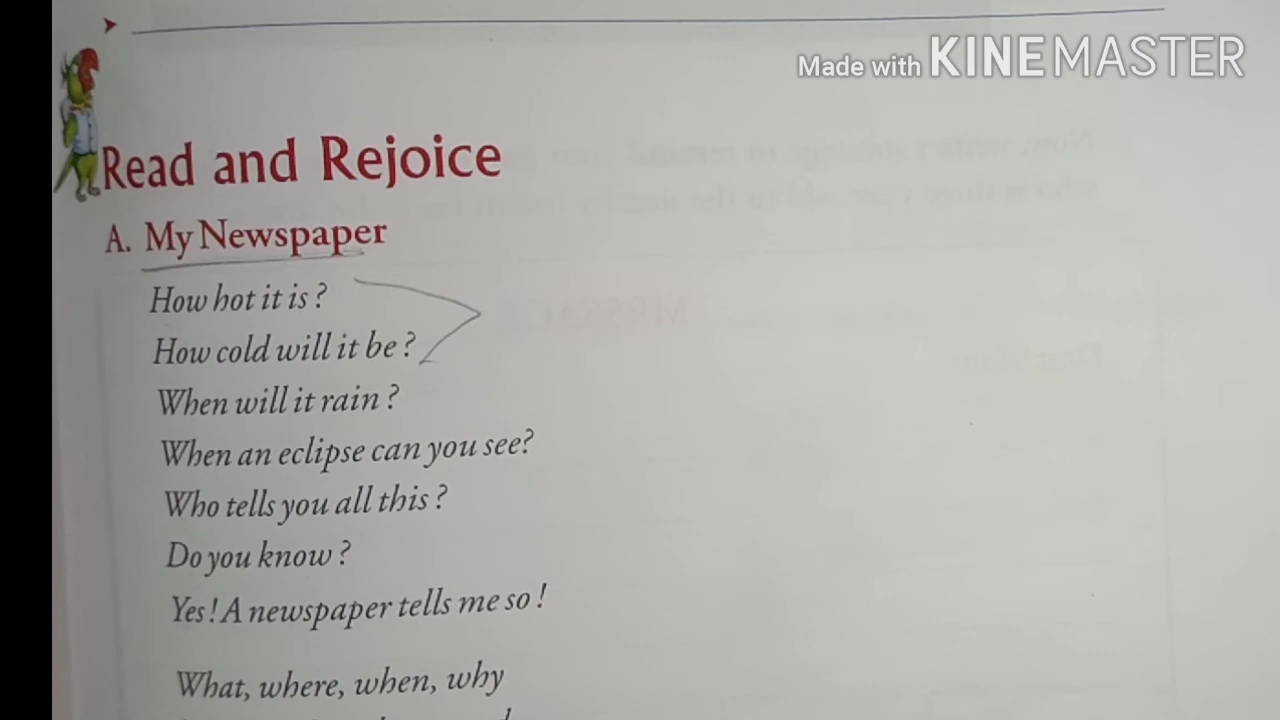 Made with KINEMASTER
Read and Rejoice
A. My Newspaper
How hot it is ?
How cold will it be ?
When will it rain ?
When an eclipse can you see?
Who tells you all this ?
Do you know ?
Yes! A newspaper tells me so !
What, where, when, why